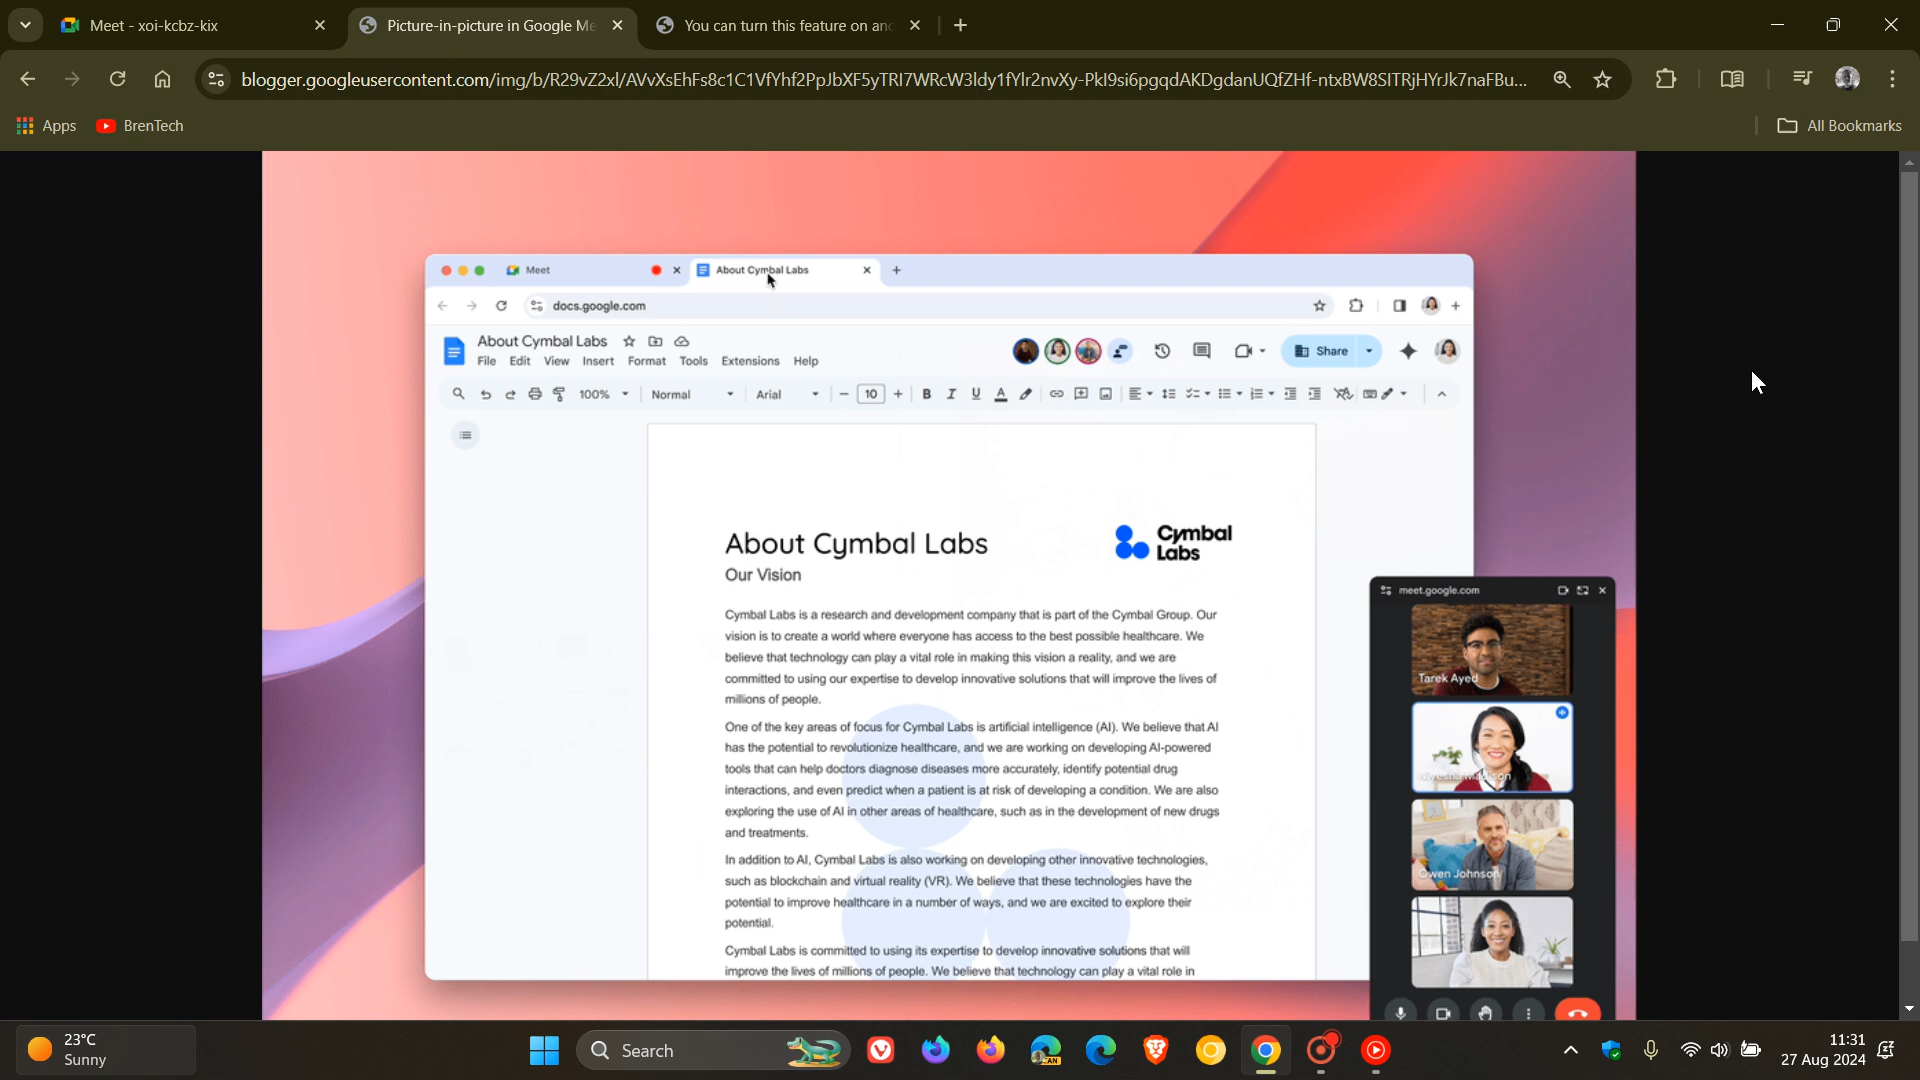 Meet - xoi-kcbz-kix
Picture-in-picture in Google Me
You can turn this feature on and
blogger.googleusercontent.com/img/b/R29vZ2xl/
Apps
BrenTech
All Bookmarks
Meet
About Cymbal Labs
docs.google.com
About Cymbal Labs
File Edit View Insert Format Tools Extensions Help
Share
100%
Normal
Arial
10
About Cymbal Labs
Cymbal
Labs
Our Vision
Cymbal Labs is a research and development company that is part of the Cymbal Group. Our
vision is to create a world where everyone has access to the best possible healthcare. We
believe that technology can play a vital role in making this vision a reality, and we are
committed to using our expertise to develop innovative solutions that will improve the lives of
millions of people.
One of the key areas of focus for Cymbal Labs is artificial intelligence (AI). We believe that AI
has the potential to revolutionize healthcare, and we are working on developing AI-powered
tools that can help doctors diagnose diseases more accurately, identify potential drug
interactions, and even predict when a patient is at risk of developing a condition. We are also
exploring the use of AI in other areas of healthcare, such as in the development of new drugs
and treatments.
In addition to AI, Cymbal Labs is also working on developing other innovative technologies,
such as blockchain and virtual reality (VR). We believe that these technologies have the
potential to improve healthcare in a number of ways, and we are excited to explore their
potential.
Cymbal Labs is committed to using its expertise to develop innovative solutions that will
improve the lives of millions of people. We believe that technology can play a vital role in
meet.google.com
Tarek Ayed
Owen Johnson
23°C
Sunny
Search
CAN
11:31
27 Aug 2024